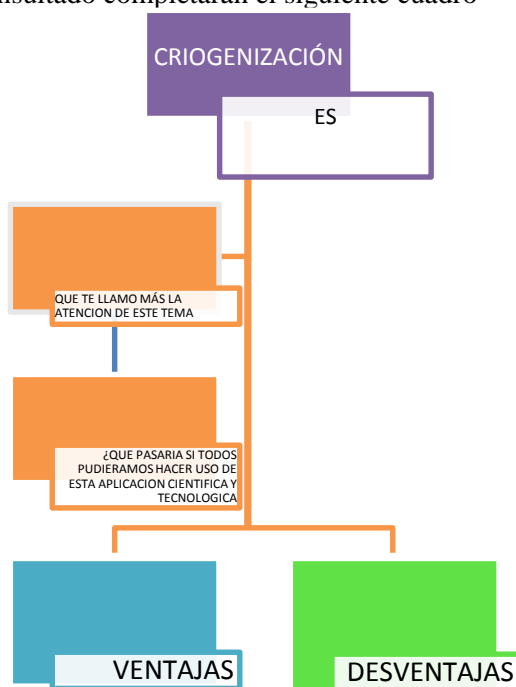 completarán el siguiente cuadro
CRIOGENIZACIÓN
ES
QUE TE LLAMO MÁS LA
ATENCION DE ESTE TEMA
¿QUE PASARIA SI TODOS
PUDIERAMOS HACER USO DE
ESTA APLICACION CIENTIFICA Y
TECNOLOGICA
VENTAJAS
DESVENTAJAS